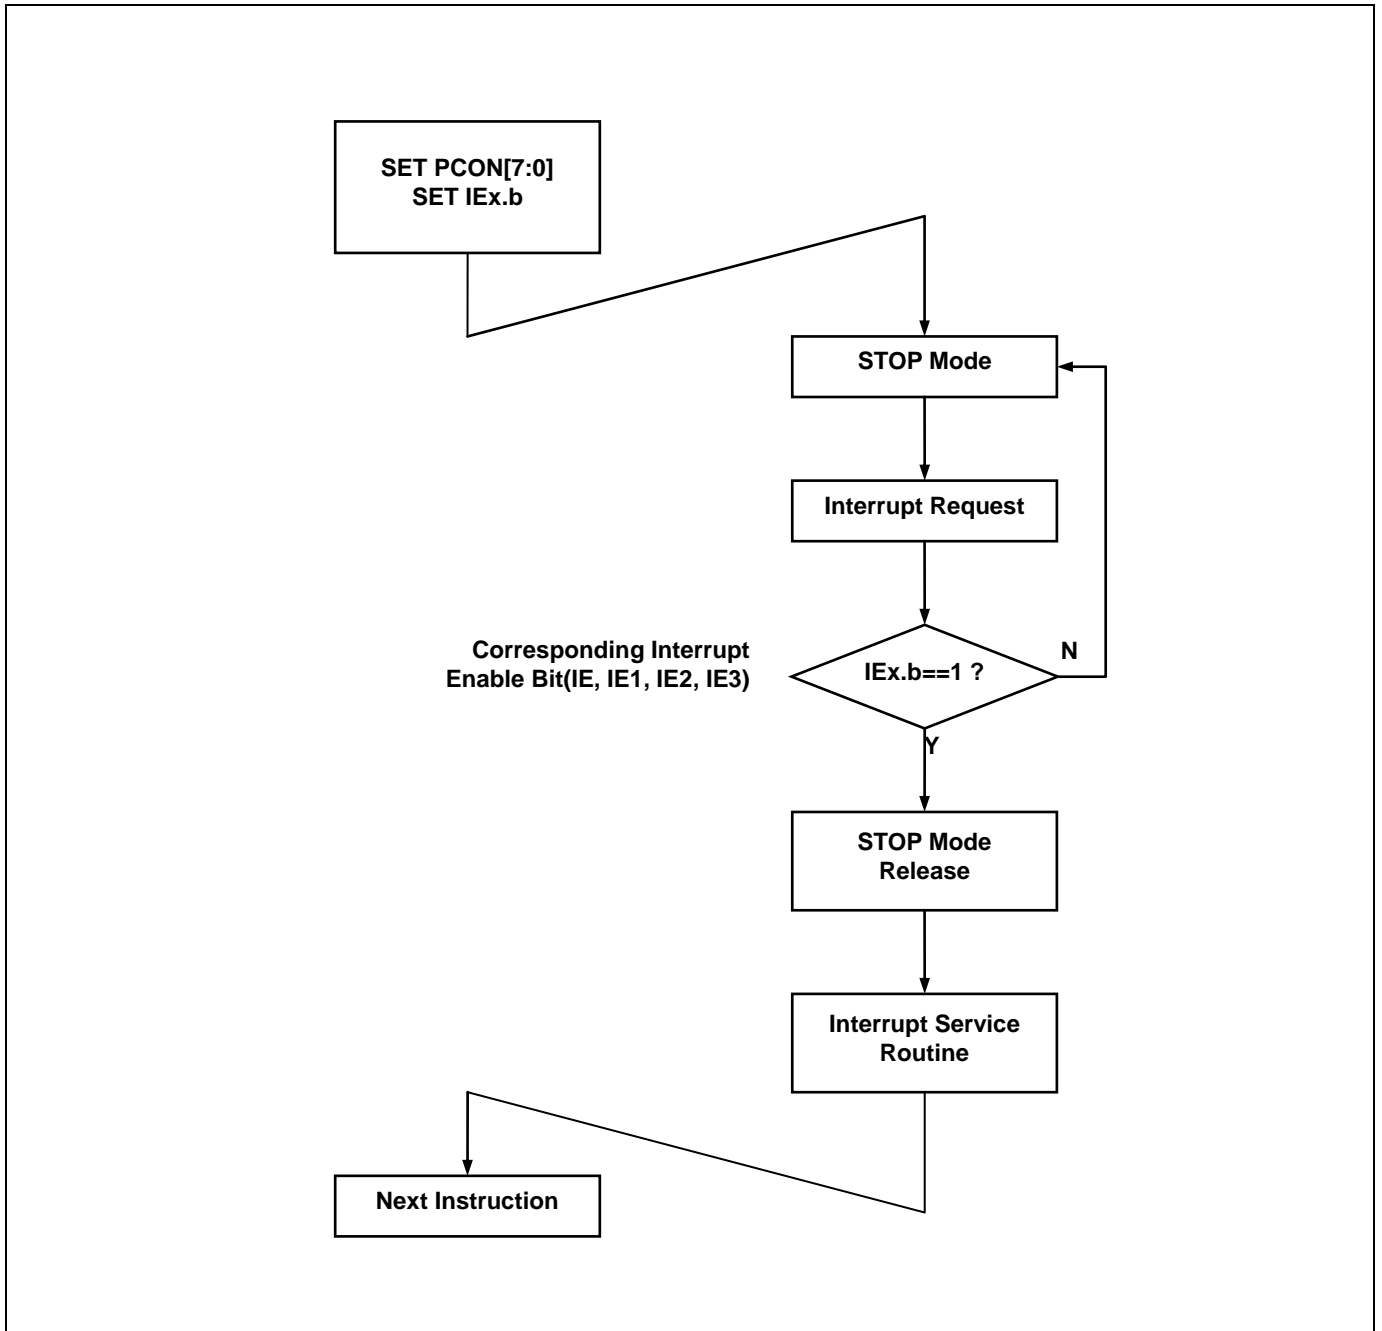 SET PCON[7:0]
SET IEx.b
STOP Mode
Interrupt Request
Corresponding Interrupt
Enable Bit(IE, IE1, IE2, IE3)
IEx.b==1 ?
N
Y
STOP Mode
Release
Interrupt Service
Routine
Next Instruction